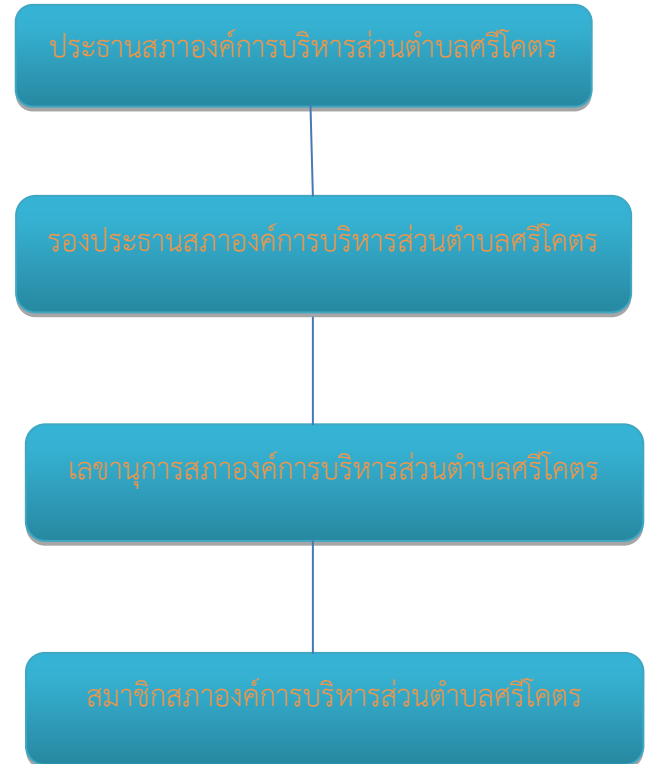 ประธานสภาองค์การบริหารส่วนตำบลศรีโคตร
รองประธานสภาองค์การบริหารส่วนตำบลศรีโคตร
เลขานุการสภาองค์การบริหารส่วนตำบลศรีโคตร
สมาชิกสภาองค์การบริหารส่วนตำบลศรีโคตร